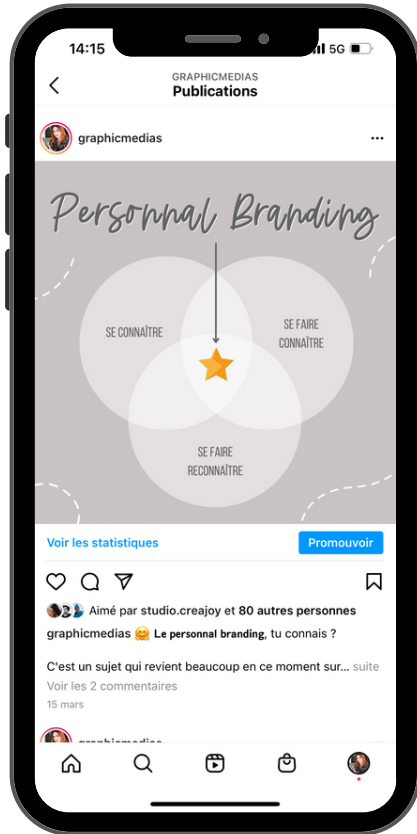 14:15
5G
GRAPHICMEDIAS
Publications
graphicmedias
Personnal Branding
SE CONNAÎTRE
SE FAIRE
CONNAÎTRE
SE FAIRE
RECONNAÎTRE
Voir les statistiques
Promouvoir
Aimé par studio.creajoy et 80 autres personnes
graphicmedias 🤗 Le personnal branding, tu connais ?
C'est un sujet qui revient beaucoup en ce moment sur... suite
Voir les 2 commentaires
15 mars
graphicmedias